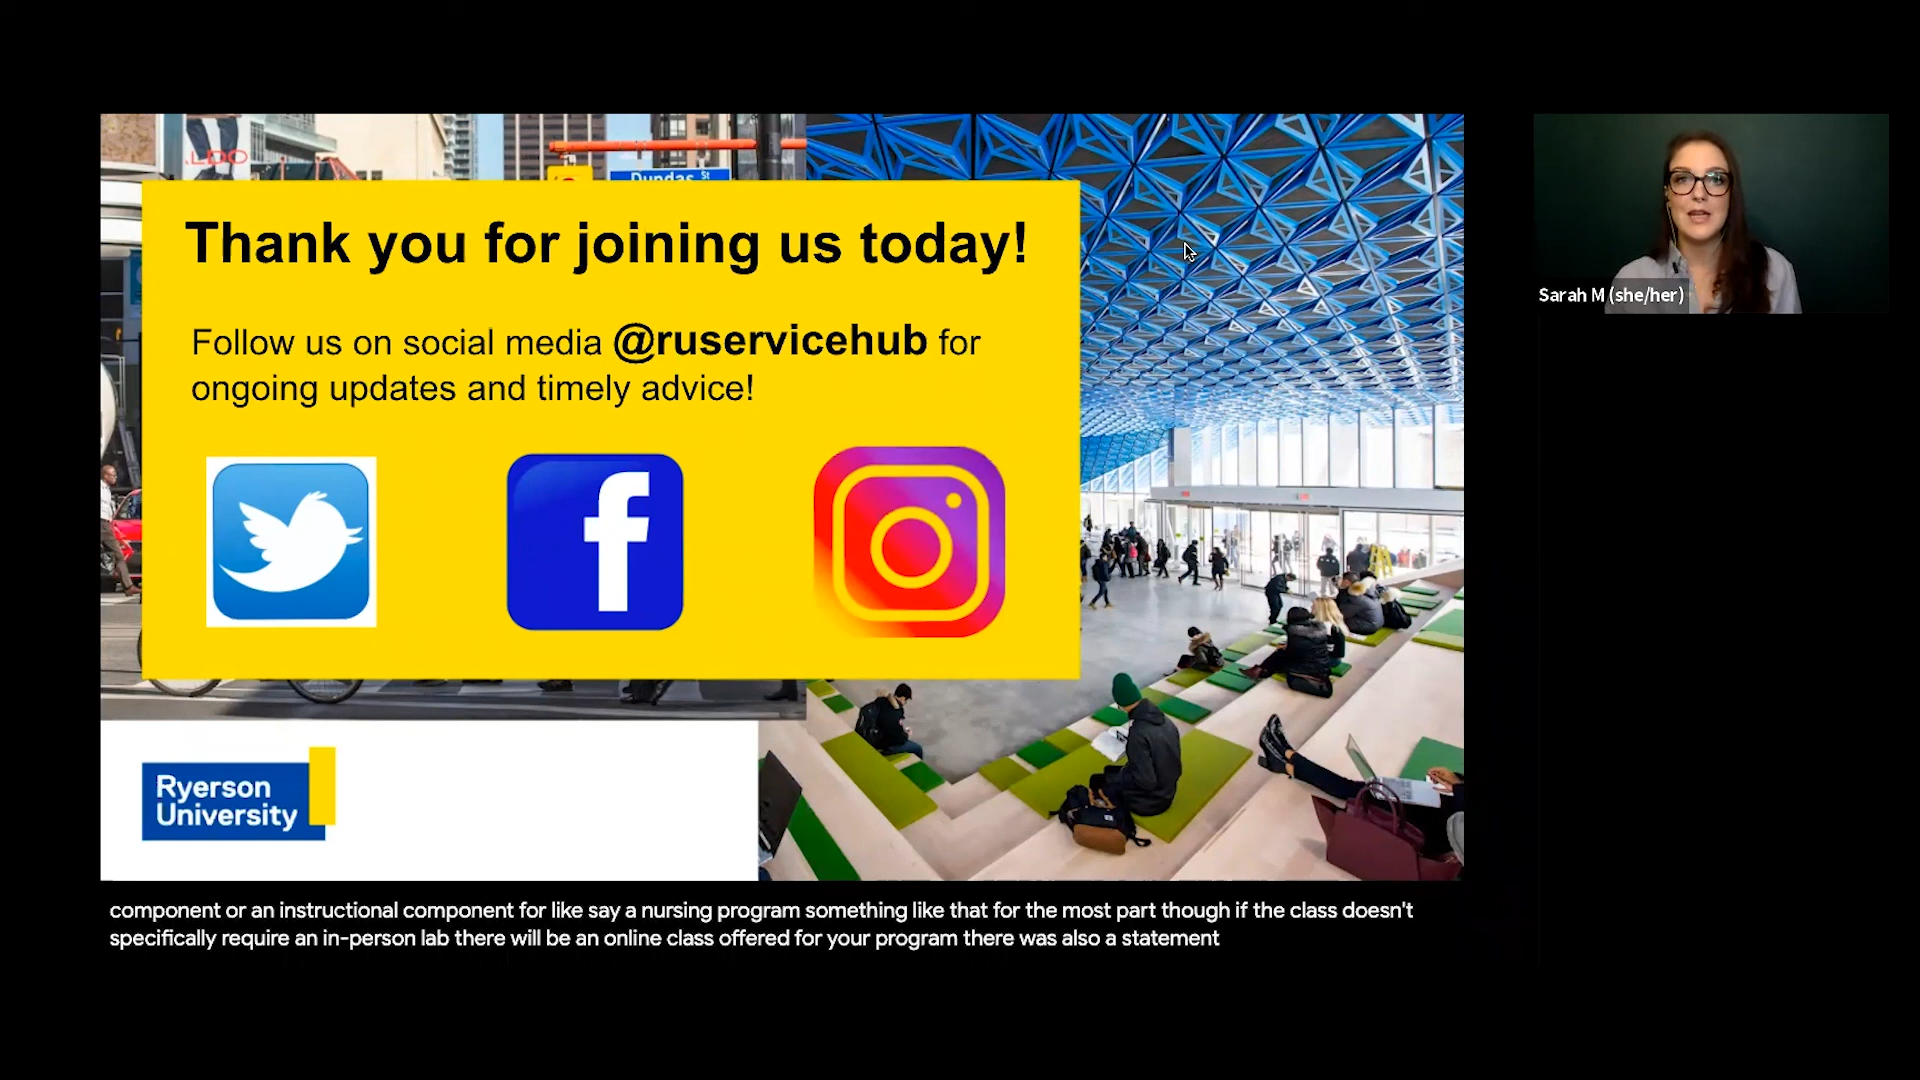 LDO
Dundas St
Thank you for joining us today!
Follow us on social media @ruservicehub for
ongoing updates and timely advice!
Ryerson
University
Sarah M (she/her)
component or an instructional component for like say a nursing program something like that for the most part though if the class doesn't
specifically require an in-person lab there will be an online class offered for your program there was also a statement